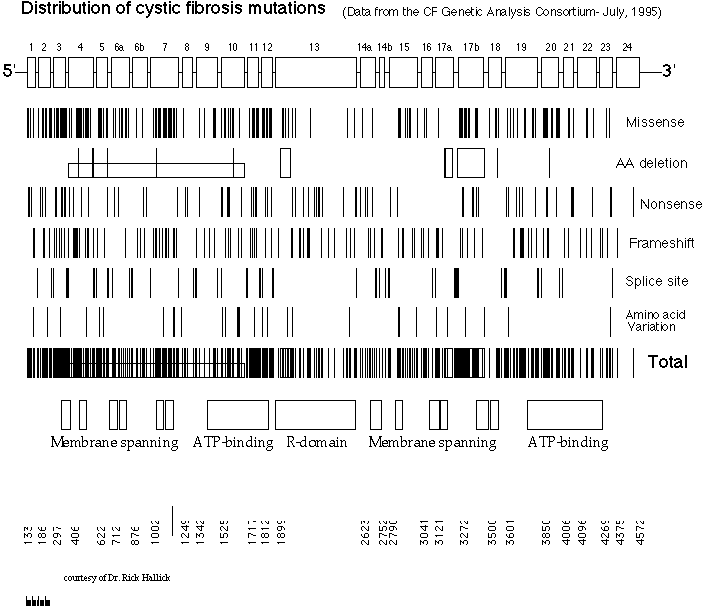 Distribution of cystic fibrosis mutations (Data from the CF Genetic Analysis Consortium- July, 1995)
1 2 3 4 5 6a 6b 7 8 9 10 11 12 13 14a 14b 15 16 17a 17b 18 19 20 21 22 23 24
5' 3'
Missense
AA deletion
Nonsense
Frameshift
Splice site
Amino acid
Variation
Total
Membrane spanning ATP-binding R-domain Membrane spanning ATP-binding
133 186 297 406 622 712 876 1002 1249 1342 1525 1717 1812 1899 2623 2752 2790 3041 3121 3272 3500 3601 3850 4006 4096 4269 4375 4572
courtesy of Dr. Rick Hallick